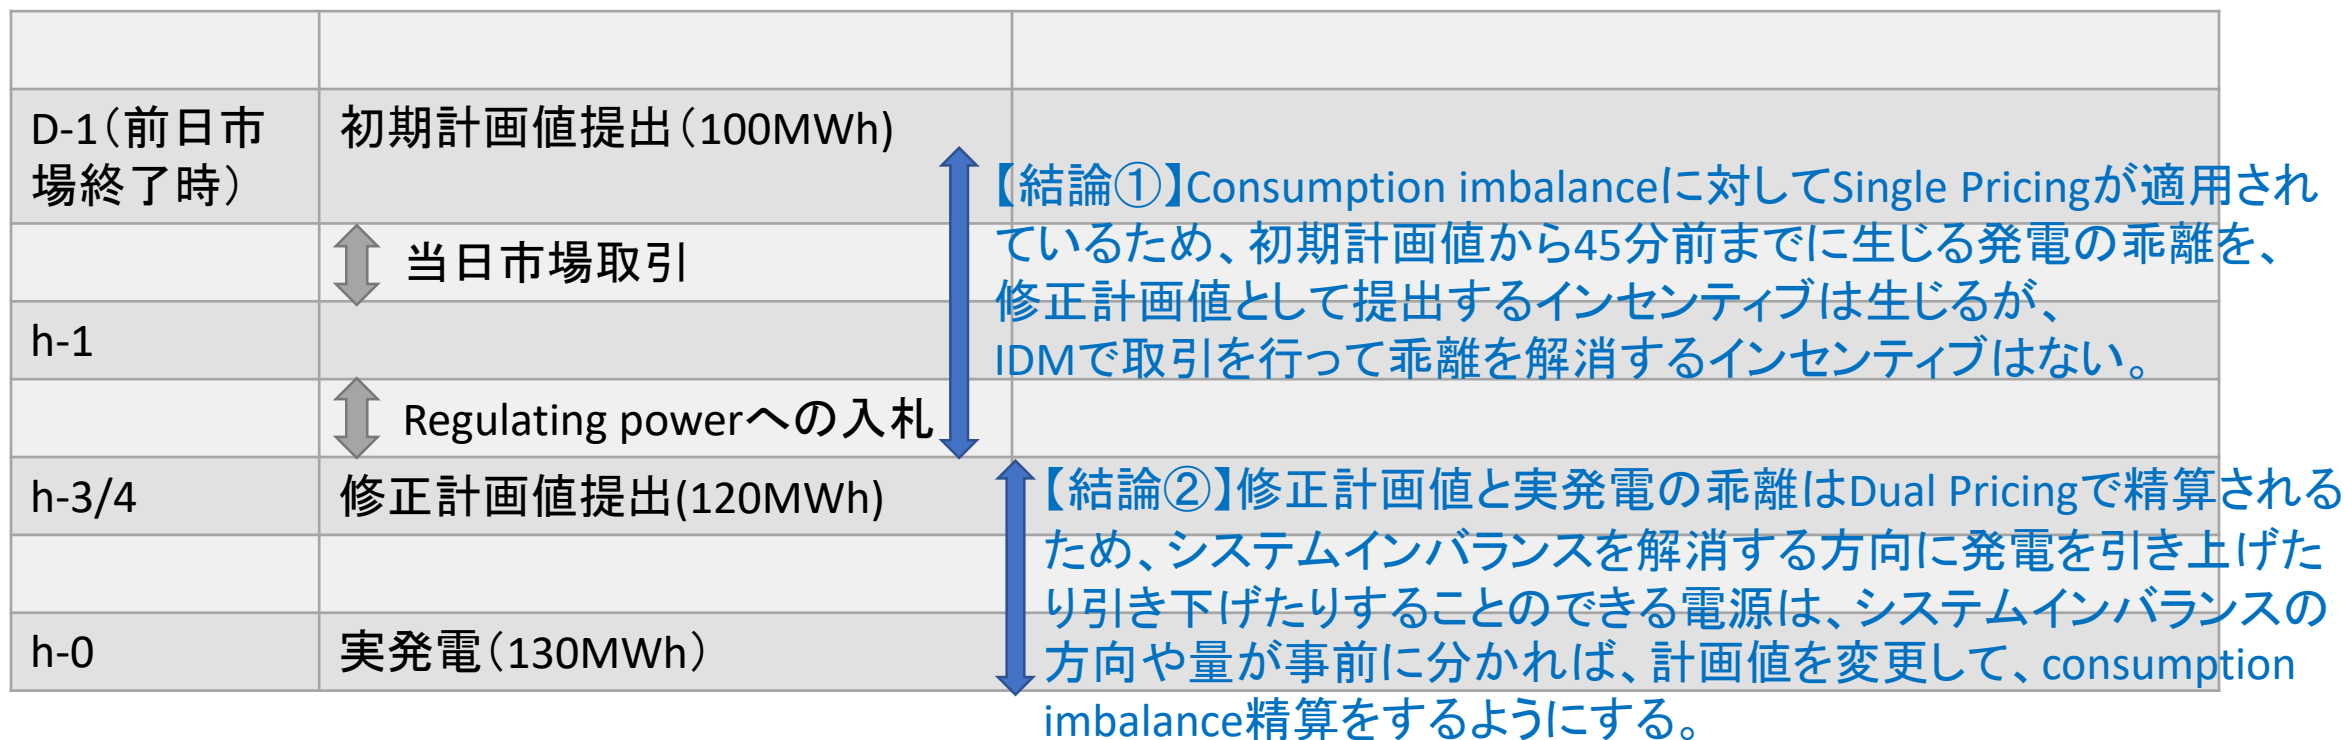 D-1（前日市
場終了時）
初期計画値提出（100MWh)
【結論①】Consumption imbalanceに対してSingle Pricingが適用され
ているため、初期計画値から45分前までに生じる発電の乖離を、
修正計画値として提出するインセンティブは生じるが、
IDMで取引を行って乖離を解消するインセンティブはない。
当日市場取引
h-1
Regulating powerへの入札
h-3/4
修正計画値提出(120MWh)
【結論②】修正計画値と実発電の乖離はDual Pricingで精算される
ため、システムインバランスを解消する方向に発電を引き上げた
り引き下げたりすることのできる電源は、システムインバランスの
方向や量が事前に分かれば、計画値を変更して、consumption
imbalance精算をするようにする。
h-0
実発電（130MWh）